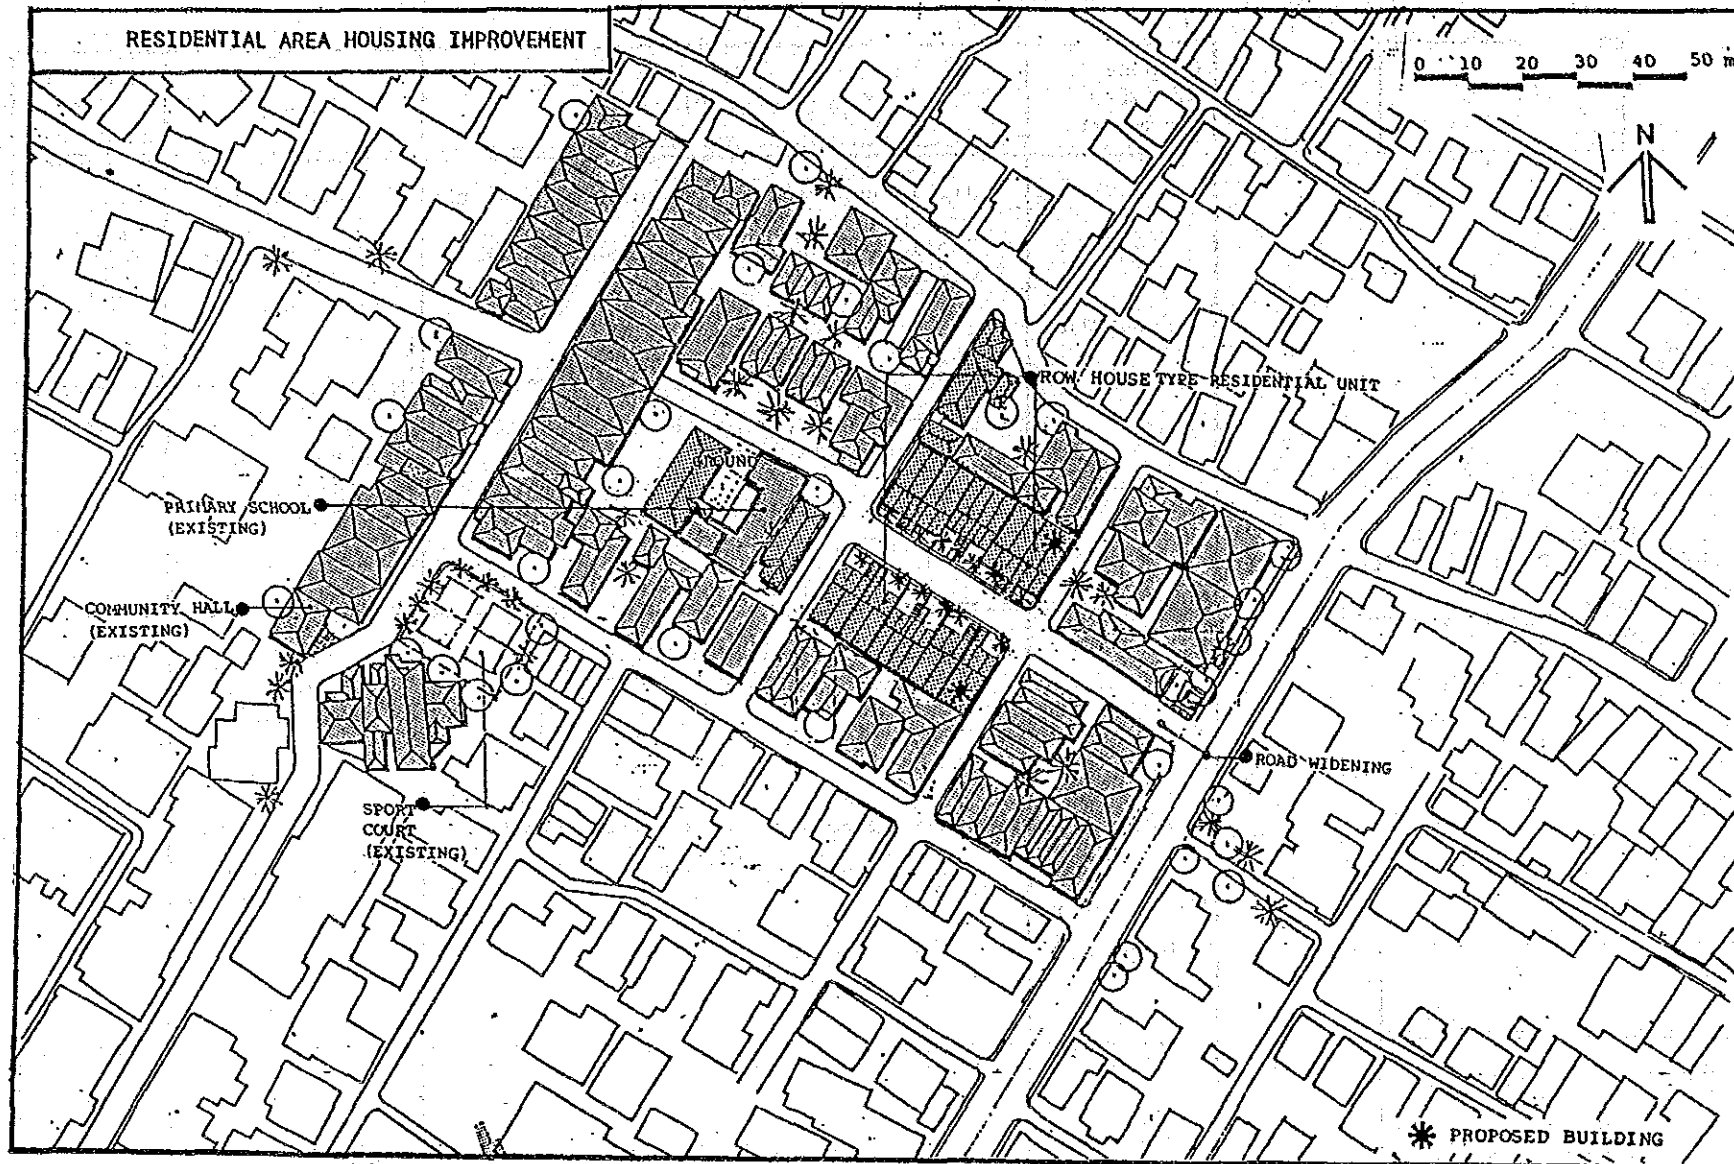 RESIDENTIAL AREA HOUSING IMPROVEMENT
0 10 20 30 40 50 m
N
ROW HOUSE TYPE RESIDENTIAL UNIT
GROUND
PRIMARY SCHOOL
(EXISTING)
COMMUNITY HALL
(EXISTING)
ROAD WIDENING
SPORT
COURT
(EXISTING)
PROPOSED BUILDING